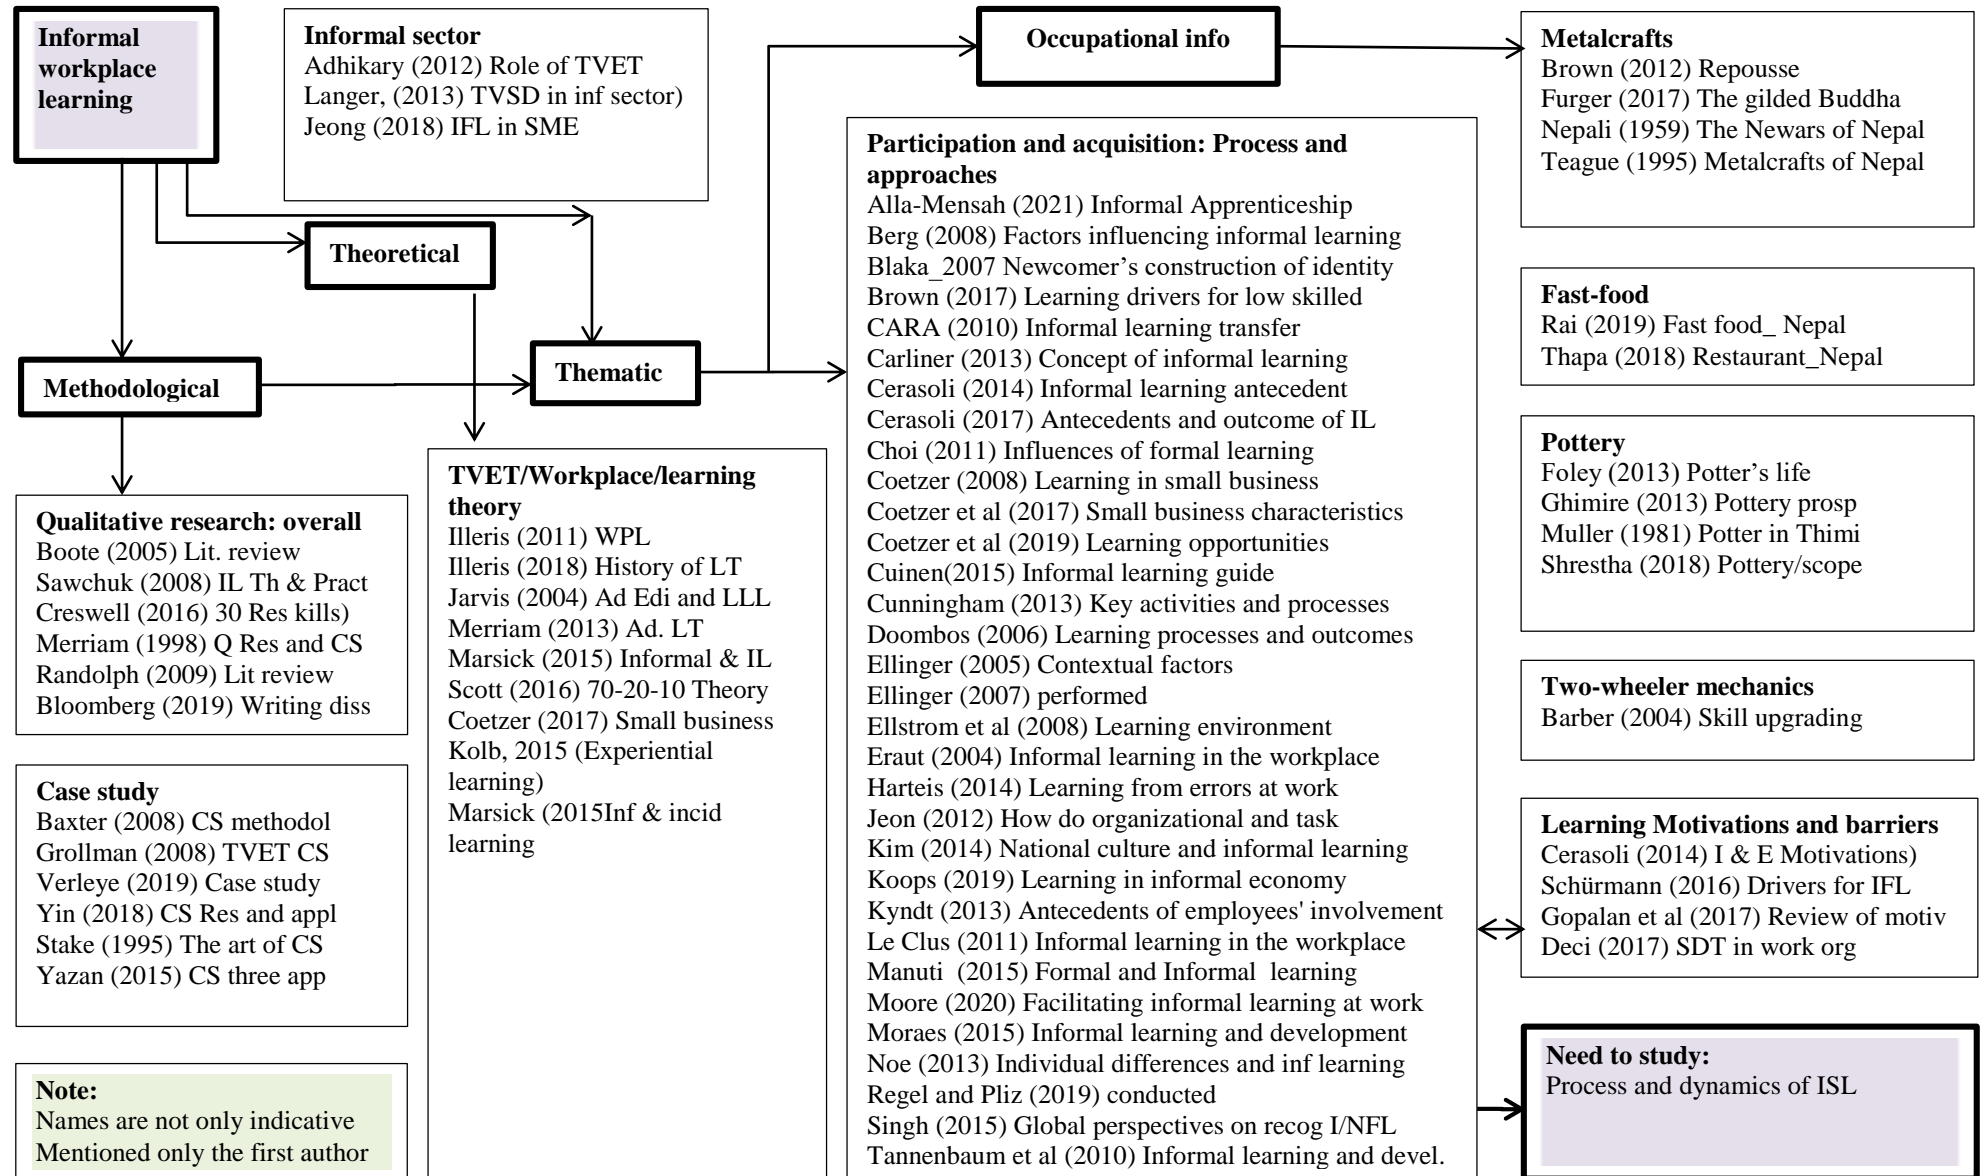 Informal
workplace
learning
Informal sector
Adhikary (2012) Role of TVET
Langer, (2013) TVSD in inf sector)
Jeong (2018) IFL in SME
Occupational info
Theoretical
Thematic
Methodological
Qualitative research: overall
Boote (2005) Lit. review
Sawchuk (2008) IL Th & Pract
Creswell (2016) 30 Res kills)
Merriam (1998) Q Res and CS
Randolph (2009) Lit review
Bloomberg (2019) Writing diss
Case study
Baxter (2008) CS methodol
Grollman (2008) TVET CS
Verleye (2019) Case study
Yin (2018) CS Res and appl
Stake (1995) The art of CS
Yazan (2015) CS three app
Note:
Names are not only indicative
Mentioned only the first author
TVET/Workplace/learning
theory
Illeris (2011) WPL
Illeris (2018) History of LT
Jarvis (2004) Ad Edi and LLL
Merriam (2013) Ad. LT
Marsick (2015) Informal & IL
Scott (2016) 70-20-10 Theory
Coetzer (2017) Small business
Kolb, 2015 (Experiential
learning)
Marsick (2015Inf & incid
learning
Participation and acquisition: Process and
approaches
Alla-Mensah (2021) Informal Apprenticeship
Berg (2008) Factors influencing informal learning
Blaka_2007 Newcomer’s construction of identity
Brown (2017) Learning drivers for low skilled
CARA (2010) Informal learning transfer
Carliner (2013) Concept of informal learning
Cerasoli (2014) Informal learning antecedent
Cerasoli (2017) Antecedents and outcome of IL
Choi (2011) Influences of formal learning
Coetzer (2008) Learning in small business
Coetzer et al (2017) Small business characteristics
Coetzer et al (2019) Learning opportunities
Cuinen(2015) Informal learning guide
Cunningham (2013) Key activities and processes
Doombos (2006) Learning processes and outcomes
Ellinger (2005) Contextual factors
Ellinger (2007) performed
Ellstrom et al (2008) Learning environment
Eraut (2004) Informal learning in the workplace
Harteis (2014) Learning from errors at work
Jeon (2012) How do organizational and task
Kim (2014) National culture and informal learning
Koops (2019) Learning in informal economy
Kyndt (2013) Antecedents of employees' involvement
Le Clus (2011) Informal learning in the workplace
Manuti  (2015) Formal and Informal  learning
Moore (2020) Facilitating informal learning at work
Moraes (2015) Informal learning and development
Noe (2013) Individual differences and inf learning
Regel and Pliz (2019) conducted
Singh (2015) Global perspectives on recog I/NFL
Tannenbaum et al (2010) Informal learning and devel.
Metalcrafts
Brown (2012) Repousse
Furger (2017) The gilded Buddha
Nepali (1959) The Newars of Nepal
Teague (1995) Metalcrafts of Nepal
Fast-food
Rai (2019) Fast food_ Nepal
Thapa (2018) Restaurant_Nepal
Pottery
Foley (2013) Potter’s life
Ghimire (2013) Pottery prosp
Muller (1981) Potter in Thimi
Shrestha (2018) Pottery/scope
Two-wheeler mechanics
Barber (2004) Skill upgrading
Learning Motivations and barriers
Cerasoli (2014) I & E Motivations)
Schürmann (2016) Drivers for IFL
Gopalan et al (2017) Review of motiv
Deci (2017) SDT in work org
Need to study:
Process and dynamics of ISL